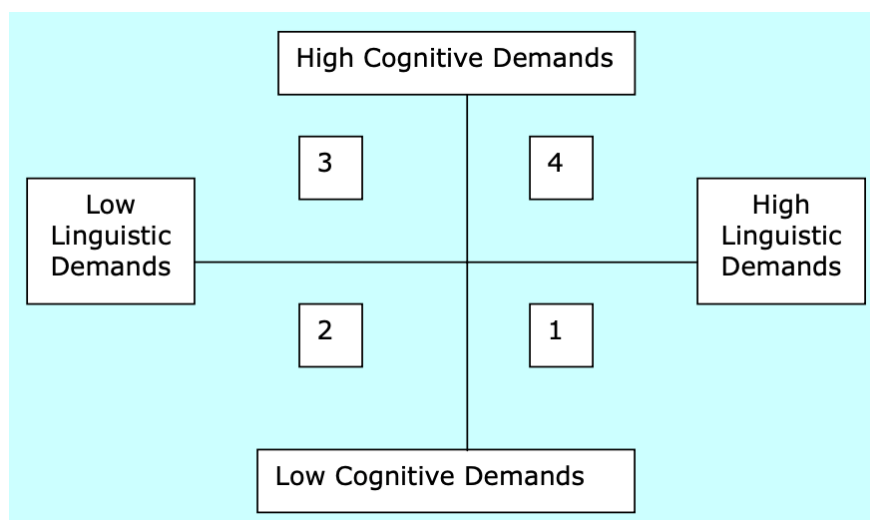 High Cognitive Demands
3
4
Low
Linguistic
Demands
High
Linguistic
Demands
2
1
Low Cognitive Demands